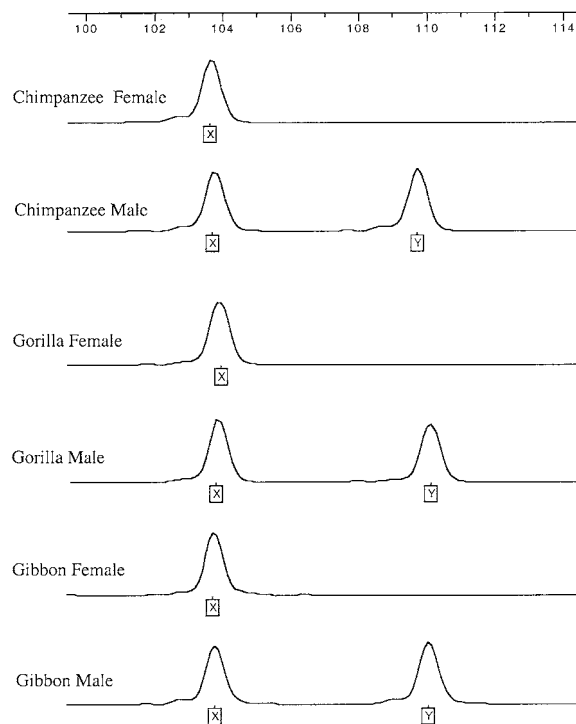 100 102 104 106 108 110 112 114
Chimpanzee Female
X
Chimpanzee Male
X Y
Gorilla Female
X
Gorilla Male
X Y
Gibbon Female
X
Gibbon Male
X Y